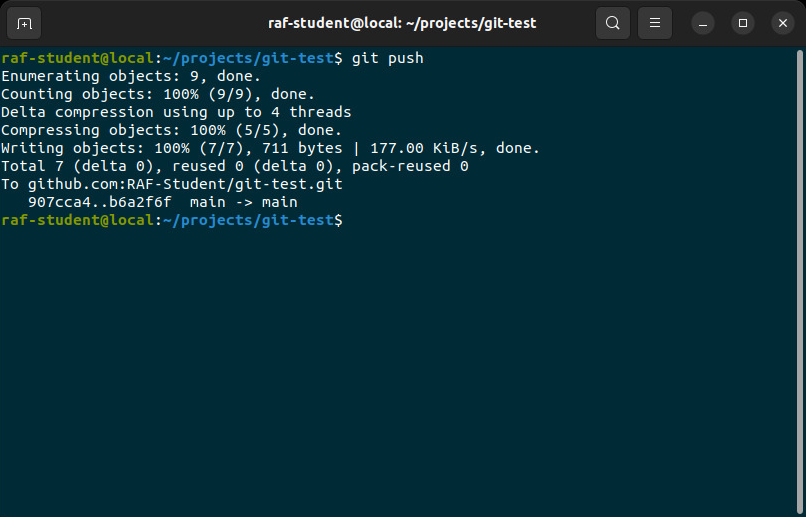 raf-student@local: ~/projects/git-test
raf-student@local:~/projects/git-test$ git push
Enumerating objects: 9, done.
Counting objects: 100% (9/9), done.
Delta compression using up to 4 threads
Compressing objects: 100% (5/5), done.
Writing objects: 100% (7/7), 711 bytes | 177.00 KiB/s, done.
Total 7 (delta 0), reused 0 (delta 0), pack-reused 0
To github.com:RAF-Student/git-test.git
   907cca4..b6a2f6f  main -> main
raf-student@local:~/projects/git-test$